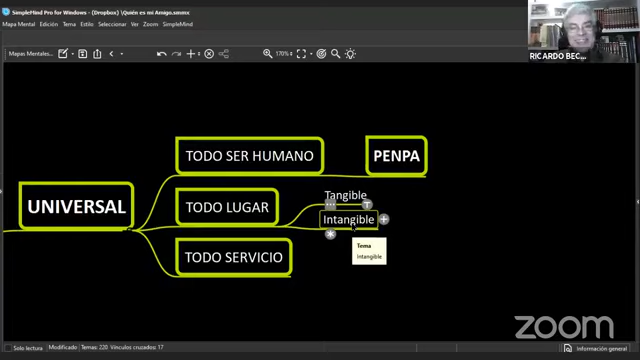 SimpleMind Pro for Windows - (Dropbox) \Quién es mi Amigo.smmx
Mapa Mental Edición Tema Estilo Seleccionar Ver Zoom SimpleMind
Mapas Mentales...
170%
RICARDO BEC...
TODO SER HUMANO
PENPA
Tangible
UNIVERSAL
TODO LUGAR
Intangible
Tema
Intangible
TODO SERVICIO
zoom
Solo lectura Modificado Temas: 220. Vínculos cruzados: 17
Información general